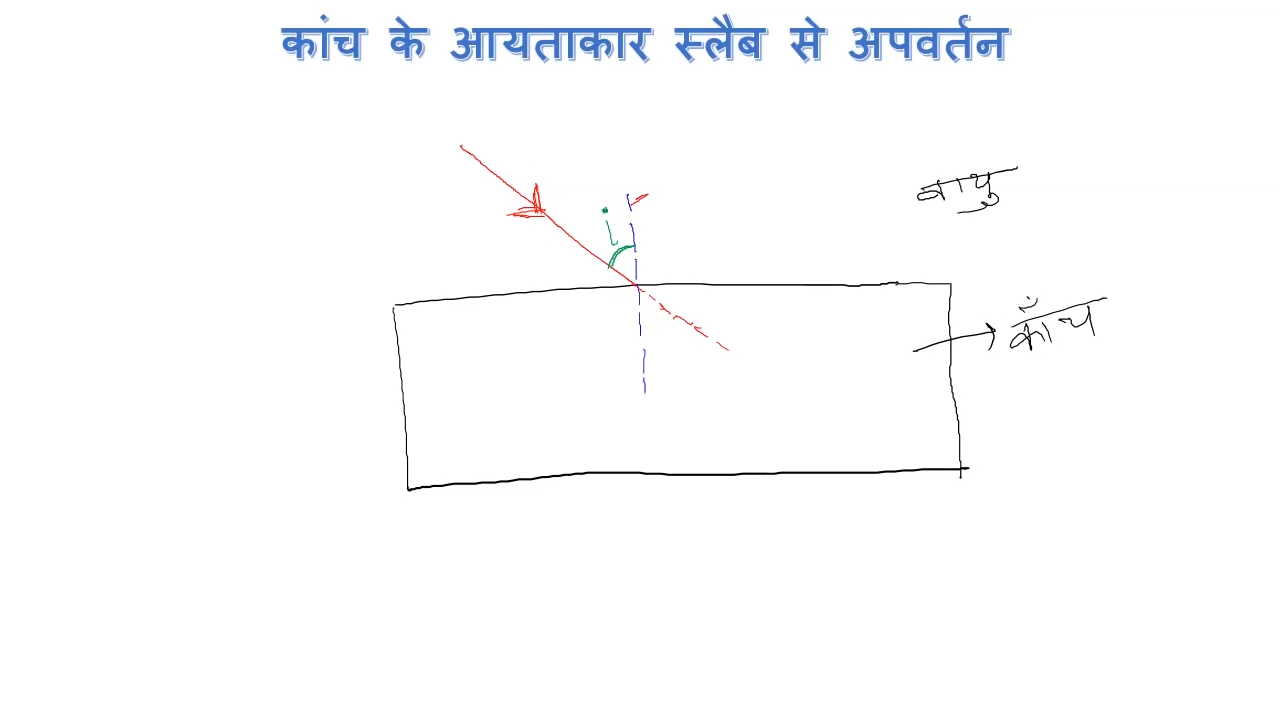 कांच के आयताकार स्लैब से अपवर्तन
वायु
i
काँच